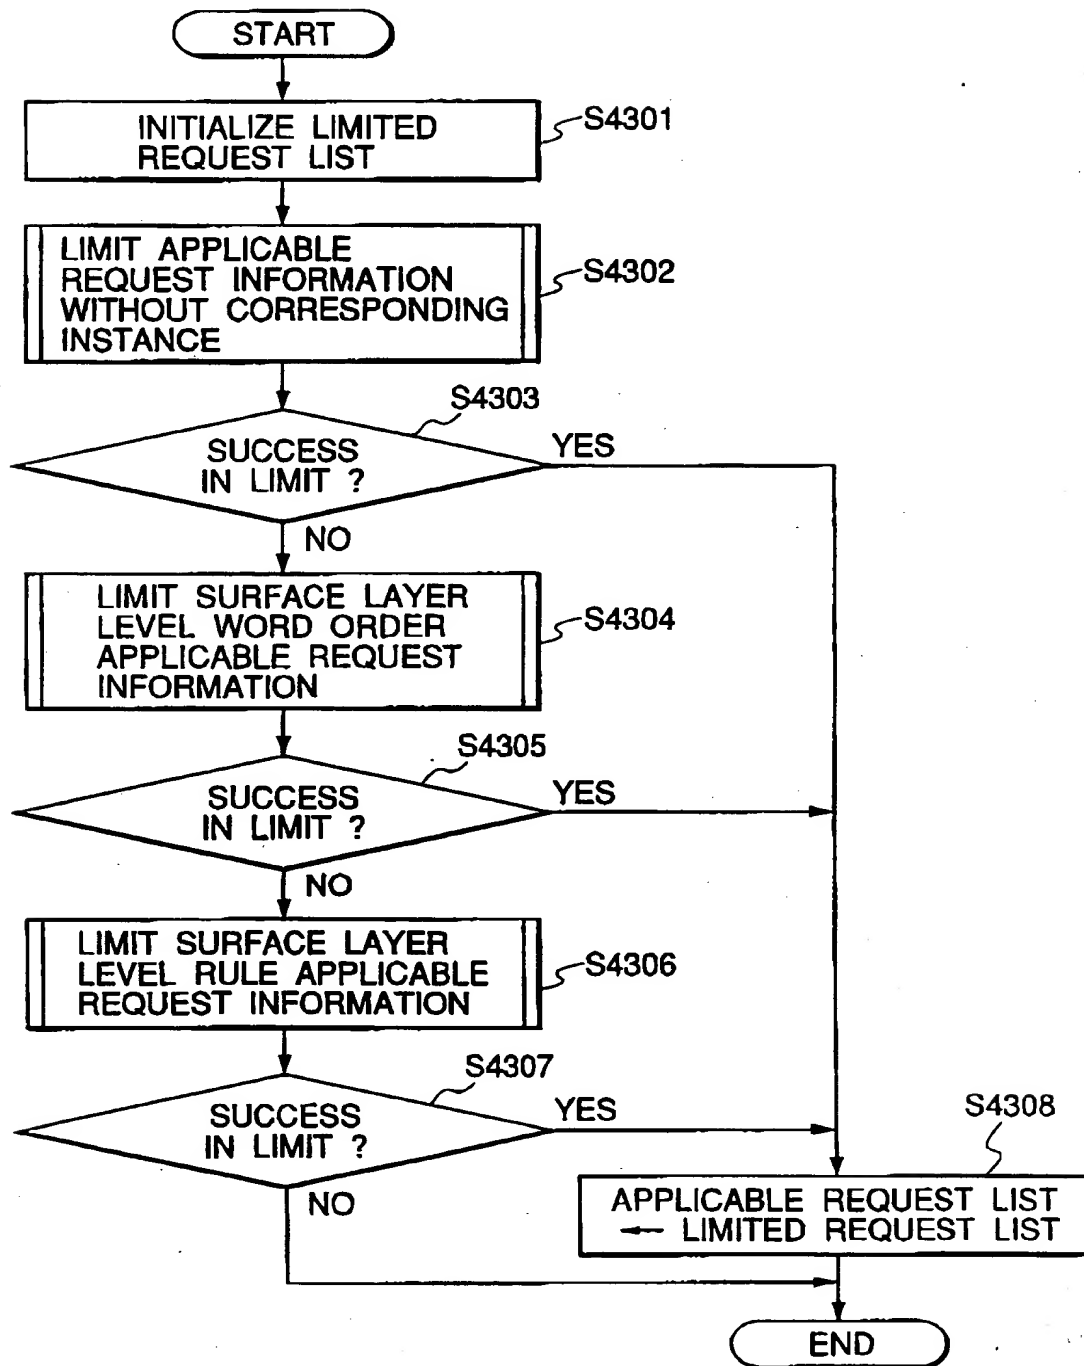 START
INITIALIZE LIMITED
REQUEST LIST
S4301
LIMIT APPLICABLE
REQUEST INFORMATION
WITHOUT CORRESPONDING
INSTANCE
S4302
S4303
SUCCESS
IN LIMIT ?
YES
NO
LIMIT SURFACE LAYER
LEVEL WORD ORDER
APPLICABLE REQUEST
INFORMATION
S4304
S4305
SUCCESS
IN LIMIT ?
YES
NO
LIMIT SURFACE LAYER
LEVEL RULE APPLICABLE
REQUEST INFORMATION
S4306
S4307
SUCCESS
IN LIMIT ?
YES
NO
S4308
APPLICABLE REQUEST LIST
← LIMITED REQUEST LIST
END